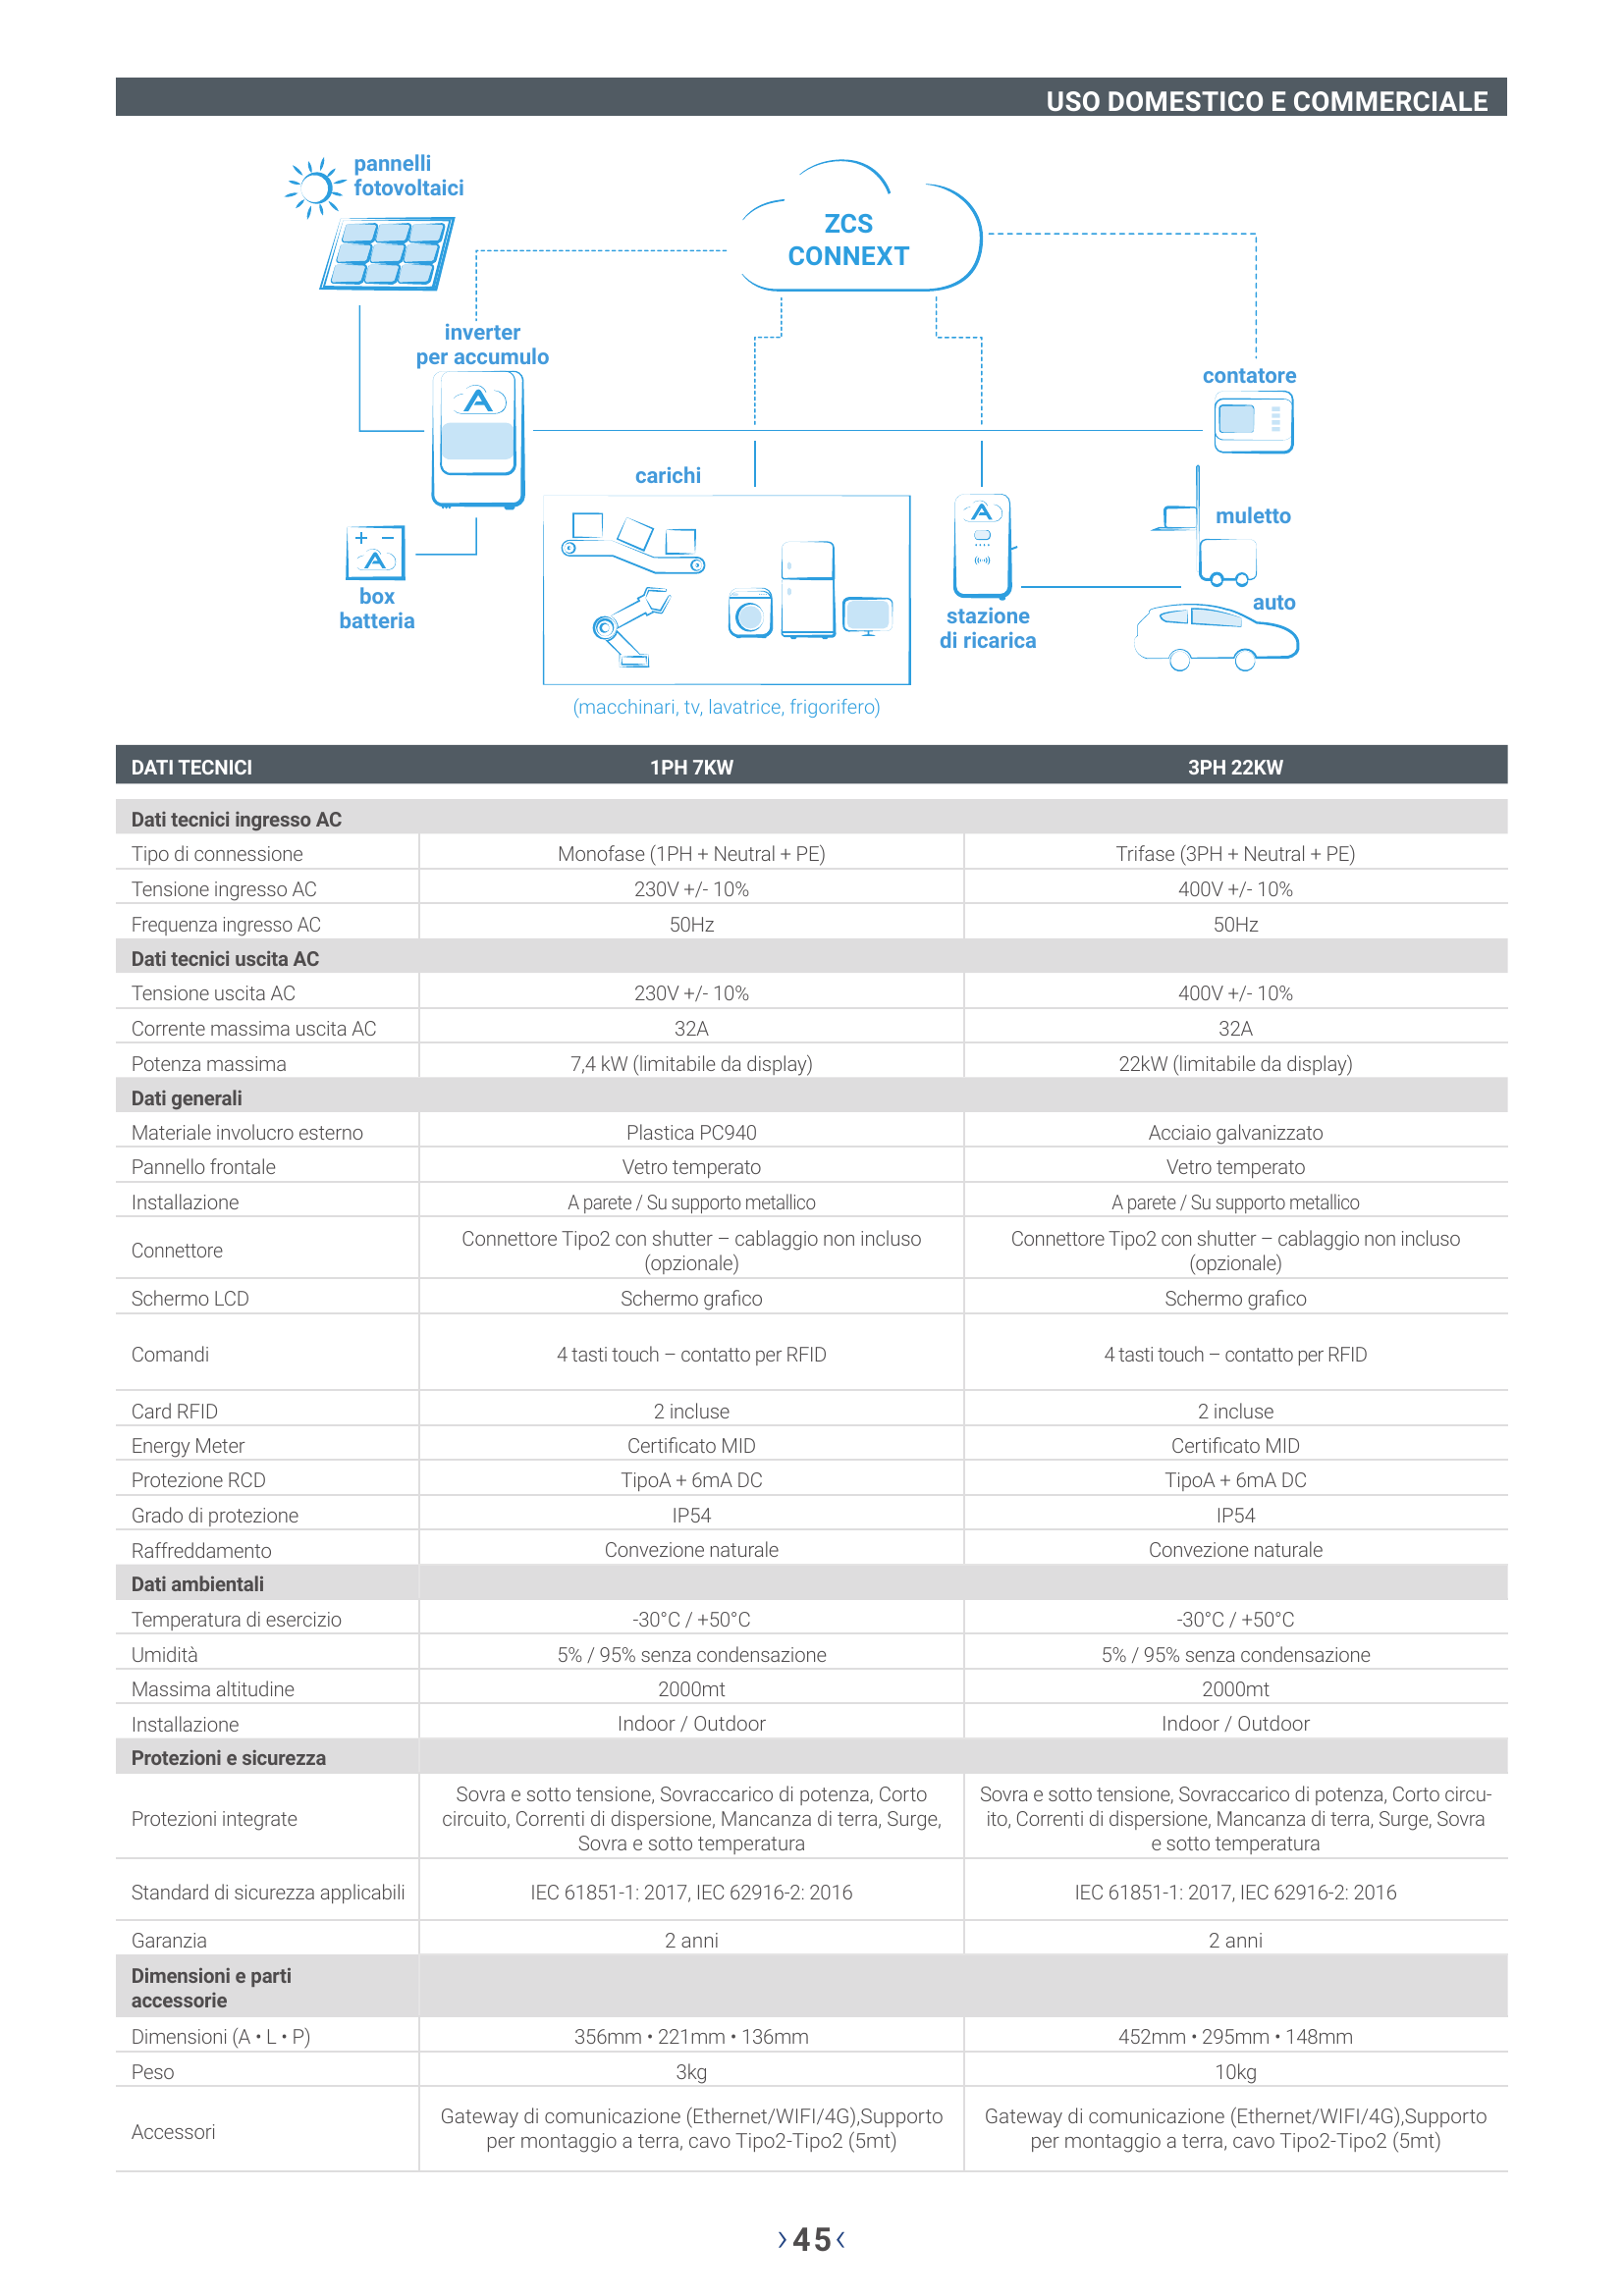 USO DOMESTICO E COMMERCIALE
pannelli
fotovoltaici
ZCS
CONNEXT
inverter
per accumulo
contatore
carichi
muletto
box
batteria
auto
stazione
di ricarica
(macchinari, tv, lavatrice, frigorifero)
DATI TECNICI 1PH 7KW 3PH 22KW
Dati tecnici ingresso AC
Tipo di connessione Monofase (1PH + Neutral + PE) Trifase (3PH + Neutral + PE)
Tensione ingresso AC 230V +/- 10% 400V +/- 10%
Frequenza ingresso AC 50Hz 50Hz
Dati tecnici uscita AC
Tensione uscita AC 230V +/- 10% 400V +/- 10%
Corrente massima uscita AC 32A 32A
Potenza massima 7,4 kW (limitabile da display) 22kW (limitabile da display)
Dati generali
Materiale involucro esterno Plastica PC940 Acciaio galvanizzato
Pannello frontale Vetro temperato Vetro temperato
Installazione A parete / Su supporto metallico A parete / Su supporto metallico
Connettore Connettore Tipo2 con shutter – cablaggio non incluso
(opzionale) Connettore Tipo2 con shutter – cablaggio non incluso
(opzionale)
Schermo LCD Schermo grafico Schermo grafico
Comandi 4 tasti touch – contatto per RFID 4 tasti touch – contatto per RFID
Card RFID 2 incluse 2 incluse
Energy Meter Certificato MID Certificato MID
Protezione RCD TipoA + 6mA DC TipoA + 6mA DC
Grado di protezione IP54 IP54
Raffreddamento Convezione naturale Convezione naturale
Dati ambientali
Temperatura di esercizio -30°C / +50°C -30°C / +50°C
Umidità 5% / 95% senza condensazione 5% / 95% senza condensazione
Massima altitudine 2000mt 2000mt
Installazione Indoor / Outdoor Indoor / Outdoor
Protezioni e sicurezza
Protezioni integrate Sovra e sotto tensione, Sovraccarico di potenza, Corto
circuito, Correnti di dispersione, Mancanza di terra, Surge,
Sovra e sotto temperatura Sovra e sotto tensione, Sovraccarico di potenza, Corto circu-
ito, Correnti di dispersione, Mancanza di terra, Surge, Sovra
e sotto temperatura
Standard di sicurezza applicabili IEC 61851-1: 2017, IEC 62916-2: 2016 IEC 61851-1: 2017, IEC 62916-2: 2016
Garanzia 2 anni 2 anni
Dimensioni e parti
accessorie
Dimensioni (A • L • P) 356mm • 221mm • 136mm 452mm • 295mm • 148mm
Peso 3kg 10kg
Accessori Gateway di comunicazione (Ethernet/WIFI/4G),Supporto
per montaggio a terra, cavo Tipo2-Tipo2 (5mt) Gateway di comunicazione (Ethernet/WIFI/4G),Supporto
per montaggio a terra, cavo Tipo2-Tipo2 (5mt)
›45‹